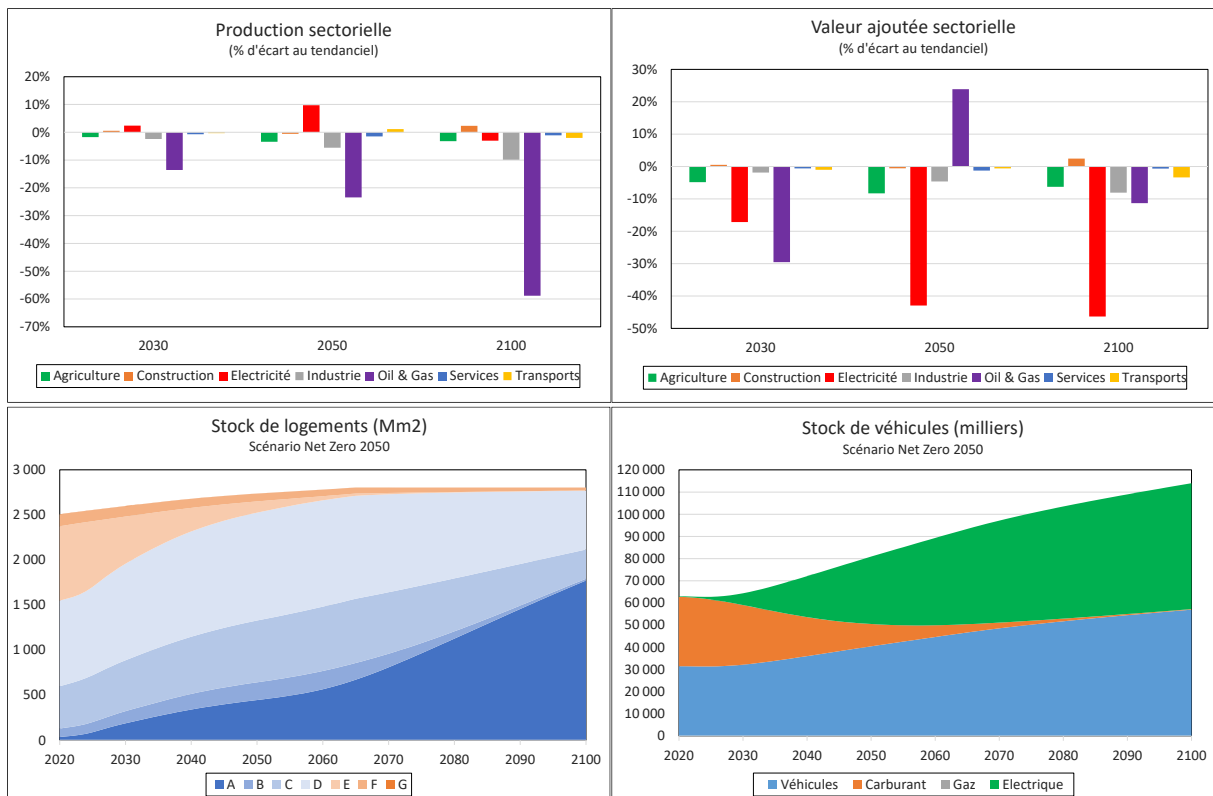 Production sectorielle
(% d'écart au tendanciel)
20%
10%
0%
-10%
-20%
-30%
-40%
-50%
-60%
-70%
2030 2050 2100
Agriculture Construction Electricité Industrie Oil & Gas Services Transports
Valeur ajoutée sectorielle
(% d'écart au tendanciel)
30%
20%
10%
0%
-10%
-20%
-30%
-40%
-50%
2030 2050 2100
Agriculture Construction Electricité Industrie Oil & Gas Services Transports
Stock de logements (Mm2)
Scénario Net Zero 2050
3 000
2 500
2 000
1 500
1 000
500
0
2020 2030 2040 2050 2060 2070 2080 2090 2100
A B C D E F G
Stock de véhicules (milliers)
Scénario Net Zero 2050
120 000
110 000
100 000
90 000
80 000
70 000
60 000
50 000
40 000
30 000
20 000
10 000
0
2020 2030 2040 2050 2060 2070 2080 2090 2100
Véhicules Carburant Gaz Electrique